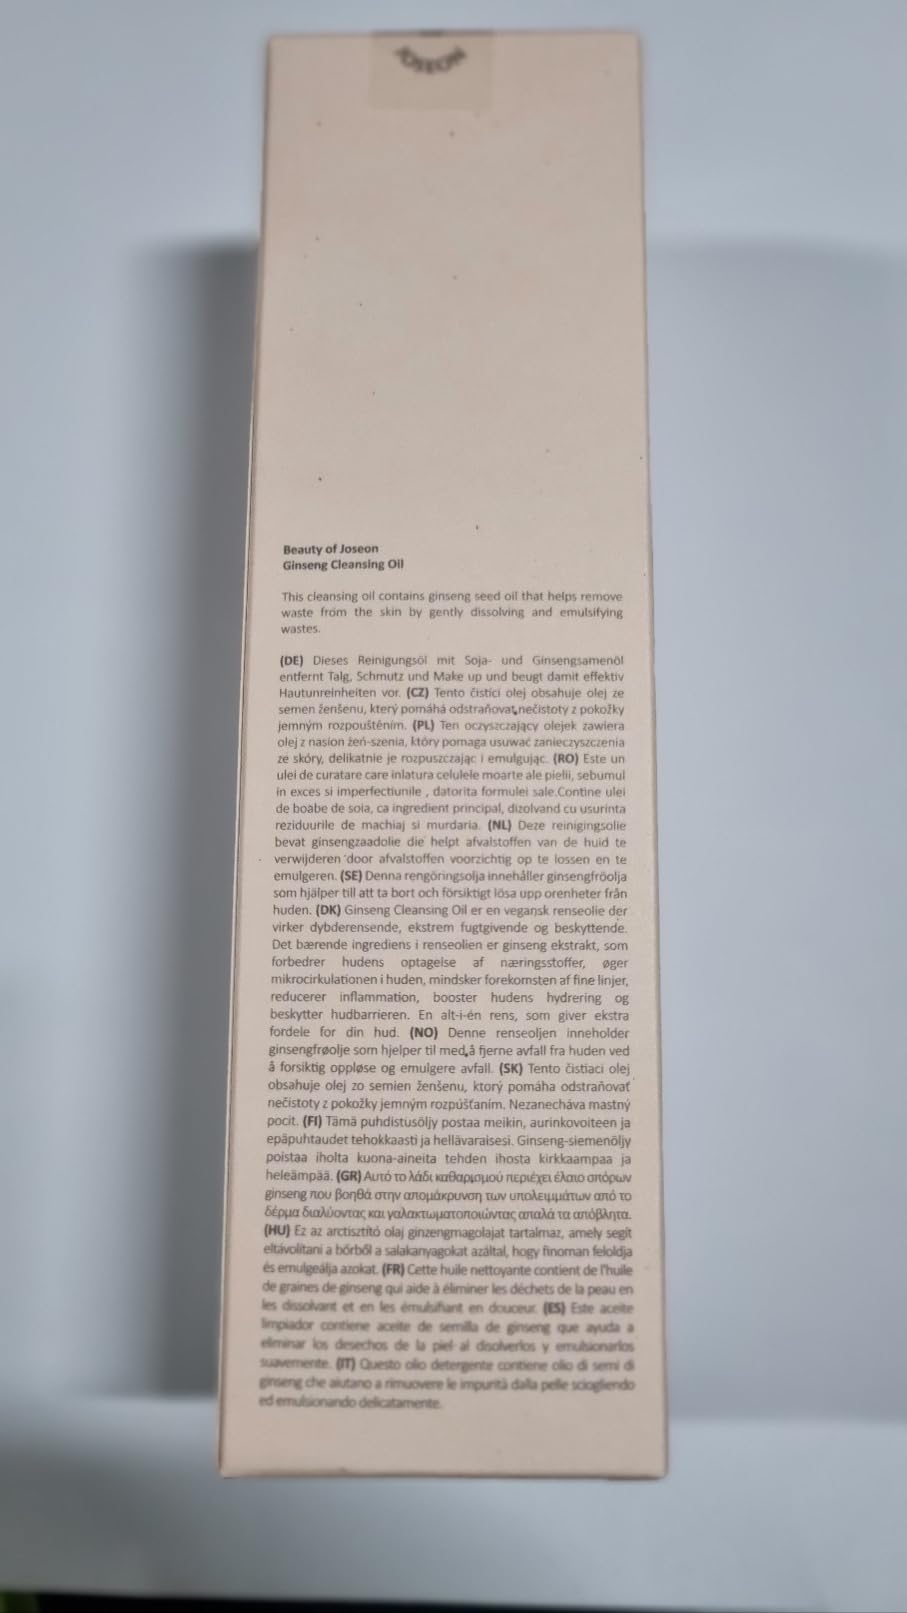 JOSEON
Beauty of Joseon
Ginseng Cleansing Oil
This cleansing oil contains ginseng seed oil that helps remove
waste from the skin by gently dissolving and emulsifying
wastes.
(DE) Dieses Reinigungsöl mit Soja- und Ginsengsamenöl
entfernt Talg, Schmutz und Make up und beugt damit effektiv
Hautunreinheiten vor. (CZ) Tento čistící olej obsahuje olej ze
semen ženšenu, který pomáhá odstraňovat nečistoty z pokožky
jemným rozpouštěním. (PL) Ten oczyszczający olejek zawiera
olej z nasion żeń-szenia, który pomaga usuwać zanieczyszczenia
ze skóry, delikatnie je rozpuszczając i emulgując. (RO) Este un
ulei de curatare care inlatura celulele moarte ale pielii, sebumul
in exces si imperfectiunile , datorita formulei sale.Contine ulei
de boabe de soia, ca ingredient principal, dizolvand cu usurinta
reziduurile de machiaj si murdaria. (NL) Deze reinigingsolie
bevat ginsengzaadolie die helpt afvalstoffen van de huid te
verwijderen door afvalstoffen voorzichtig op te lossen en te
emulgeren. (SE) Denna rengöringsolja innehåller ginsengfröolja
som hjälper till att ta bort och försiktigt lösa upp orenheter från
huden. (DK) Ginseng Cleansing Oil er en vegansk renseolie der
virker dybderensende, ekstrem fugtgivende og beskyttende.
Det bærende ingrediens i renseolien er ginseng ekstrakt, som
forbedrer hudens optagelse af næringsstoffer, øger
mikrocirkulationen i huden, mindsker forekomsten af fine linjer,
reducerer inflammation, booster hudens hydrering og
beskytter hudbarrieren. En alt-i-én rens, som giver ekstra
fordele for din hud. (NO) Denne renseoljen inneholder
ginsengfrøolje som hjelper til med å fjerne avfall fra huden ved
å forsiktig oppløse og emulgere avfall. (SK) Tento čistiaci olej
obsahuje olej zo semien ženšenu, ktorý pomáha odstraňovať
nečistoty z pokožky jemným rozpúšťaním. Nezanecháva mastný
pocit. (FI) Tämä puhdistusöljy postaa meikin, aurinkovoiteen ja
epäpuhtaudet tehokkaasti ja hellävaraisesi. Ginseng-siemenöljy
poistaa iholta kuona-aineita tehden ihosta kirkkaampaa ja
heleämpää. (GR) Αυτό το λάδι καθαρισμού περιέχει έλαιο σπόρων
ginseng που βοηθά στην απομάκρυνση των υπολειμμάτων από το
δέρμα διαλύοντας και γαλακτωματοποιώντας απαλά τα απόβλητα.
(HU) Ez az arctisztító olaj ginzengmagolajat tartalmaz, amely segít
eltávolítani a bőrből a salakanyagokat azáltal, hogy finoman feloldja
és emulgeálja azokat. (FR) Cette huile nettoyante contient de l'huile
de graines de ginseng qui aide à éliminer les déchets de la peau en
les dissolvant et en les émulsifiant en douceur. (ES) Este aceite
limpiador contiene aceite de semilla de ginseng que ayuda a
eliminar los desechos de la piel al disolverlos y emulsionarlos
suavemente. (IT) Questo olio detergente contiene olio di semi di
ginseng che aiutano a rimuovere le impurità dalla pelle sciogliendo
ed emulsionando delicatamente.